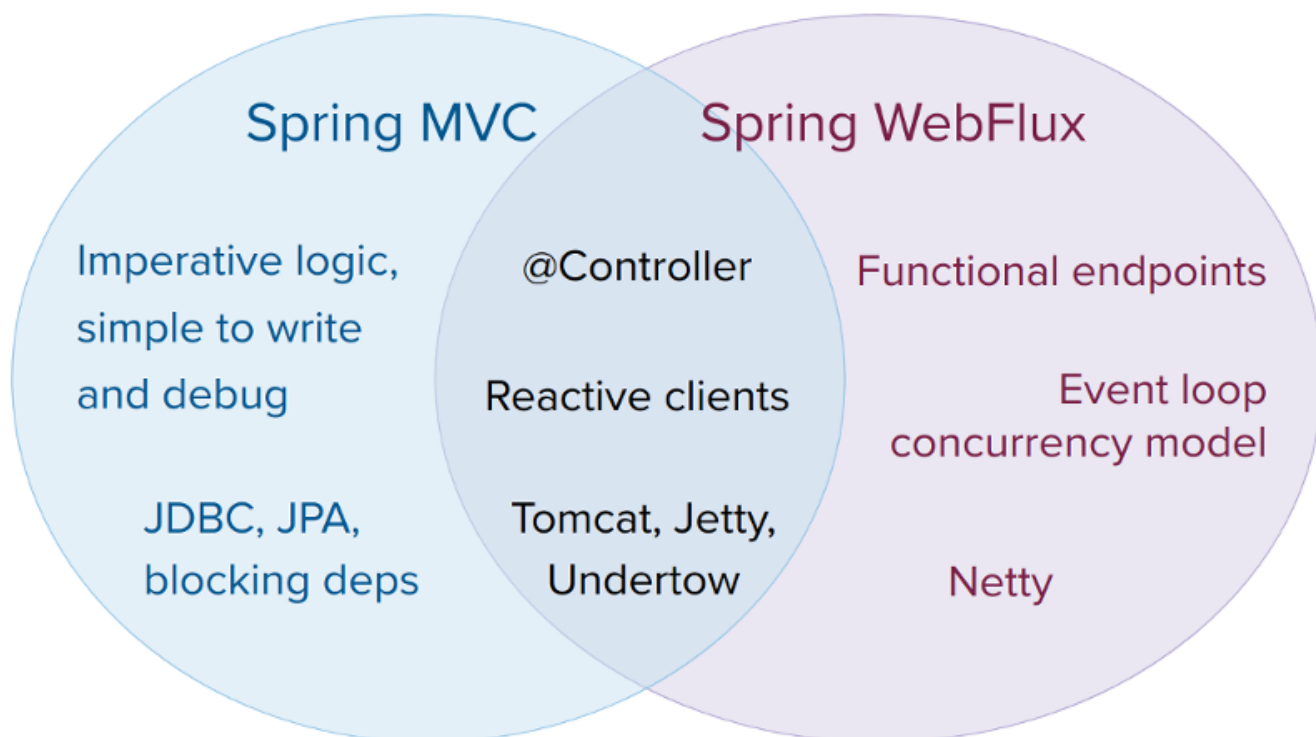 Spring MVC
Spring WebFlux
Imperative logic,
simple to write
and debug
JDBC, JPA,
blocking deps
@Controller
Reactive clients
Tomcat, Jetty,
Undertow
Functional endpoints
Event loop
concurrency model
Netty